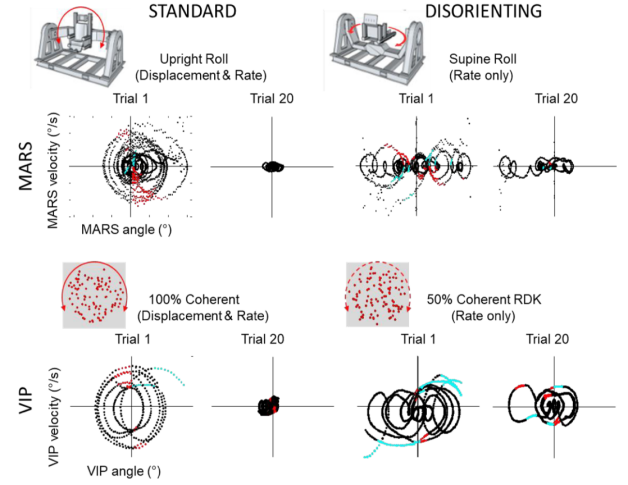 STANDARD
DISORIENTING
Upright Roll
(Displacement & Rate)
Supine Roll
(Rate only)
Trial 1
Trial 20
Trial 1
Trial 20
MARS
MARS velocity (°/s)
MARS angle (°)
100% Coherent
(Displacement & Rate)
50% Coherent RDK
(Rate only)
Trial 1
Trial 20
Trial 1
Trial 20
VIP
VIP velocity (°/s)
VIP angle (°)